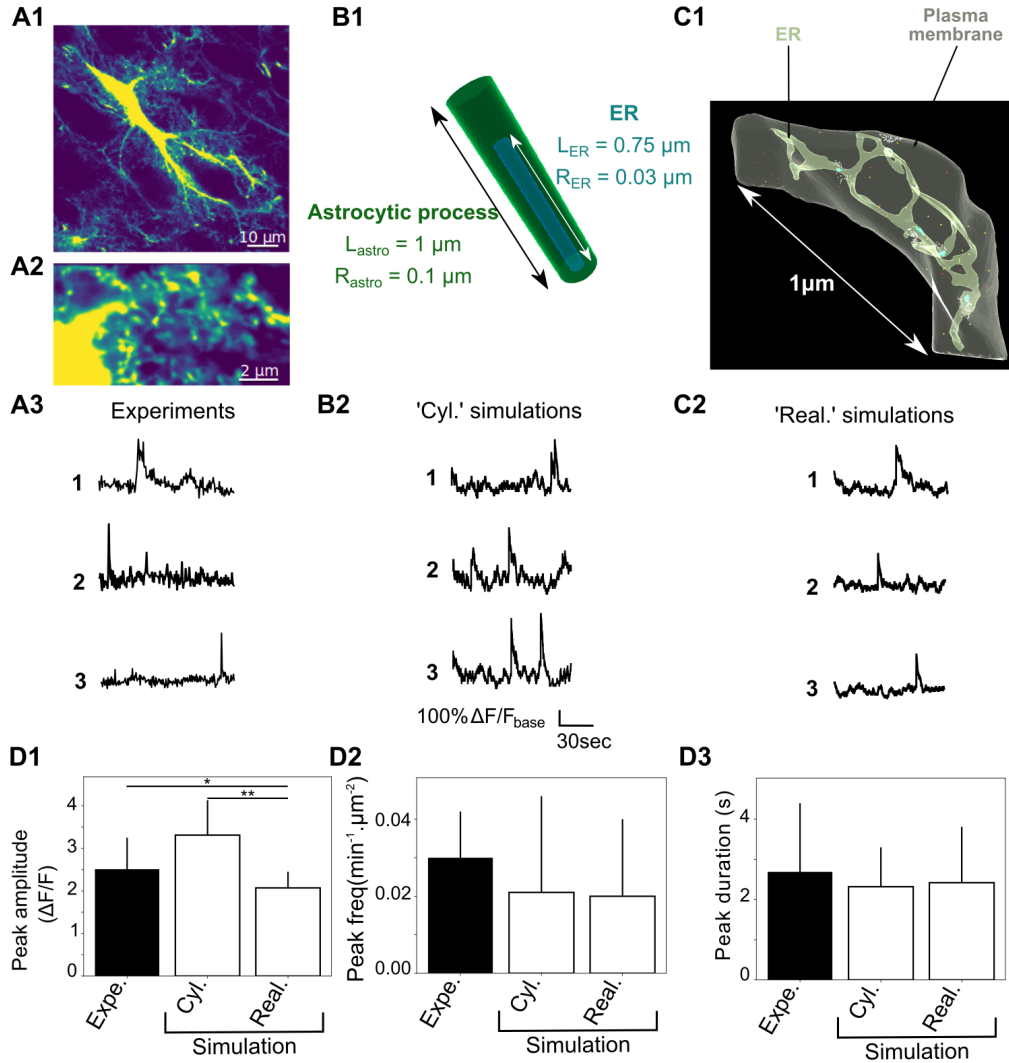 A1
10 μm
A2
2 μm
B1
ER
L_ER = 0.75 μm
R_ER = 0.03 μm
Astrocytic process
L_astro = 1 μm
R_astro = 0.1 μm
C1
ER
Plasma
membrane
1μm
A3
Experiments
1
2
3
B2
'Cyl.' simulations
1
2
3
100% ΔF/F_base
30sec
C2
'Real.' simulations
1
2
3
D1
Peak amplitude
(ΔF/F)
4
3
2
1
0
*
**
Expe.
Cyl.
Real.
Simulation
D2
Peak freq(min⁻¹.μm⁻²)
0.04
0.02
0.00
Expe.
Cyl.
Real.
Simulation
D3
Peak duration (s)
4
2
0
Expe.
Cyl.
Real.
Simulation